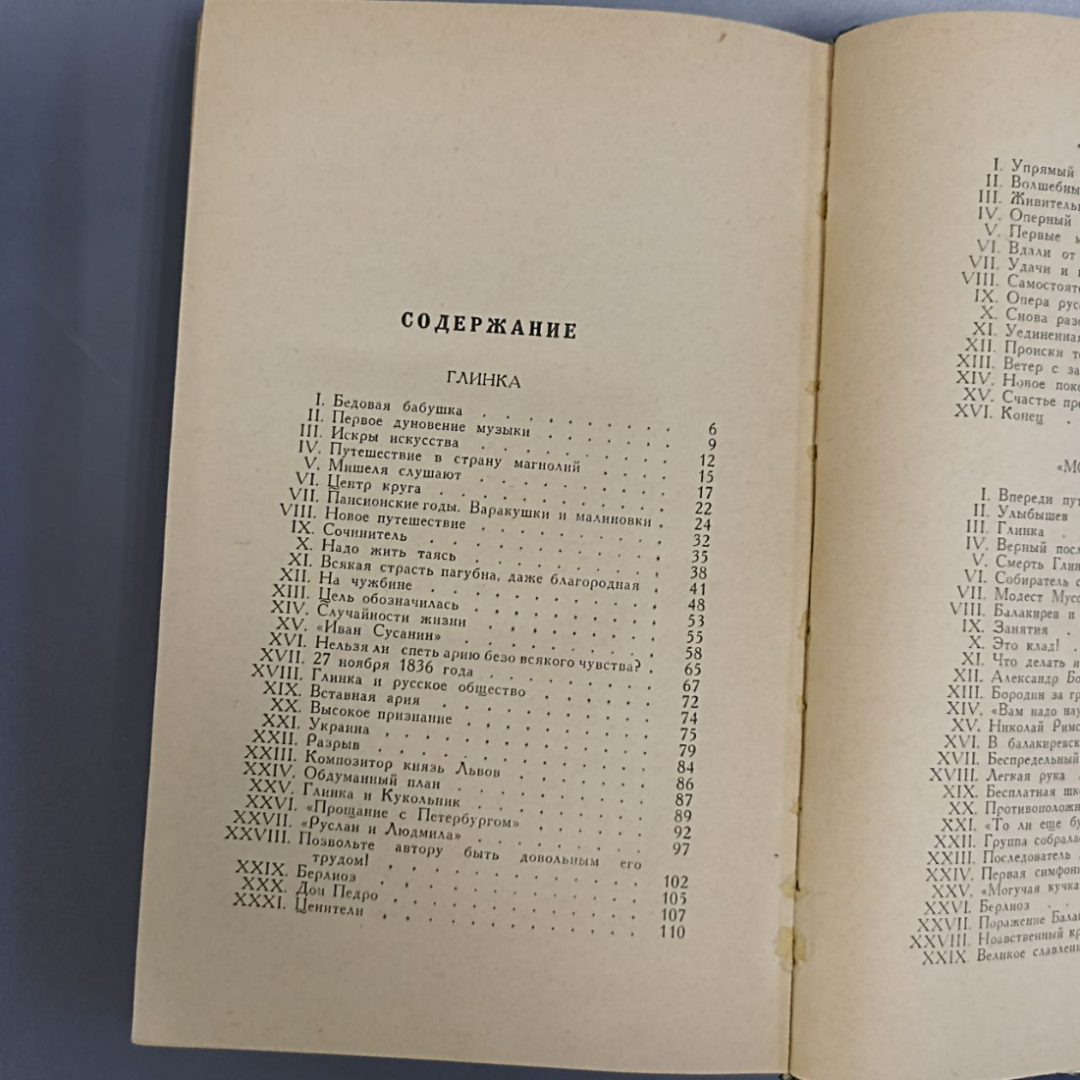 СОДЕРЖАНИЕ
ГЛИНКА
I. Бедовая бабушка . . . . . . . . 6
II. Первое дуновение музыки . . . . . . 9
III. Искры искусства . . . . . . . . 12
IV. Путешествие в страну магнолий . . . . 15
V. Мишеля слушают . . . . . . . . 17
VI. Центр круга . . . . . . . . . 22
VII. Пансионские годы. Варакушки и малиновки . 24
VIII. Новое путешествие . . . . . . . 32
IX. Сочинитель . . . . . . . . . 35
X. Надо жить таясь . . . . . . . . 38
XI. Всякая страсть пагубна, даже благородная . 41
XII. На чужбине . . . . . . . . . 48
XIII. Цель обозначилась . . . . . . . 53
XIV. Случайности жизни . . . . . . . 55
XV. «Иван Сусанин» . . . . . . . . 58
XVI. Нельзя ли спеть арию безо всякого чувства? . 65
XVII. 27 ноября 1836 года . . . . . . . 67
XVIII. Глинка и русское общество . . . . . 72
XIX. Вставная ария . . . . . . . . 74
XX. Высокое признание . . . . . . . 75
XXI. Украина . . . . . . . . . . 79
XXII. Разрыв . . . . . . . . . . 84
XXIII. Композитор князь Львов . . . . . . 86
XXIV. Обдуманный план . . . . . . . . 87
XXV. Глинка и Кукольник . . . . . . . 89
XXVI. «Прощание с Петербургом» . . . . . 92
XXVII. «Руслан и Людмила» . . . . . . . 97
XXVIII. Позвольте автору быть довольным его
трудом! . . . . . . . . . . 102
XXIX. Берлиоз . . . . . . . . . . 105
XXX. Дон Педро . . . . . . . . . 107
XXXI. Ценители . . . . . . . . . . 110
I. Упрямый
II. Волшебны
III. Живитель
IV. Оперный
V. Первые
VI. Вдали от
VII. Удачи и
VIII. Самостоят
IX. Опера рус
X. Снова раз
XI. Уединенная
XII. Происки т
XIII. Ветер с за
XIV. Новое пок
XV. Счастье пр
XVI. Конец .
«МО
I. Впереди пут
II. Улыбышев
III. Глинка .
IV. Верный посл
V. Смерть Глин
VI. Собиратель с
VII. Модест Мусо
VIII. Балакирев и
IX. Занятия .
X. Это клад! .
XI. Что делать и
XII. Александр Бо
XIII. Бородин за гр
XIV. «Вам надо нау
XV. Николай Римс
XVI. В балакиревск
XVII. Беспредельный
XVIII. Легкая рука .
XIX. Бесплатная шк
XX. Противоположн
XXI. «То ли еще бу
XXII. Группа собрала
XXIII. Последователь
XXIV. Первая симфони
XXV. «Могучая кучка
XXVI. Берлиоз . .
XXVII. Поражение Бала
XXVIII. Нравственный кр
XXIX. Великое славлени